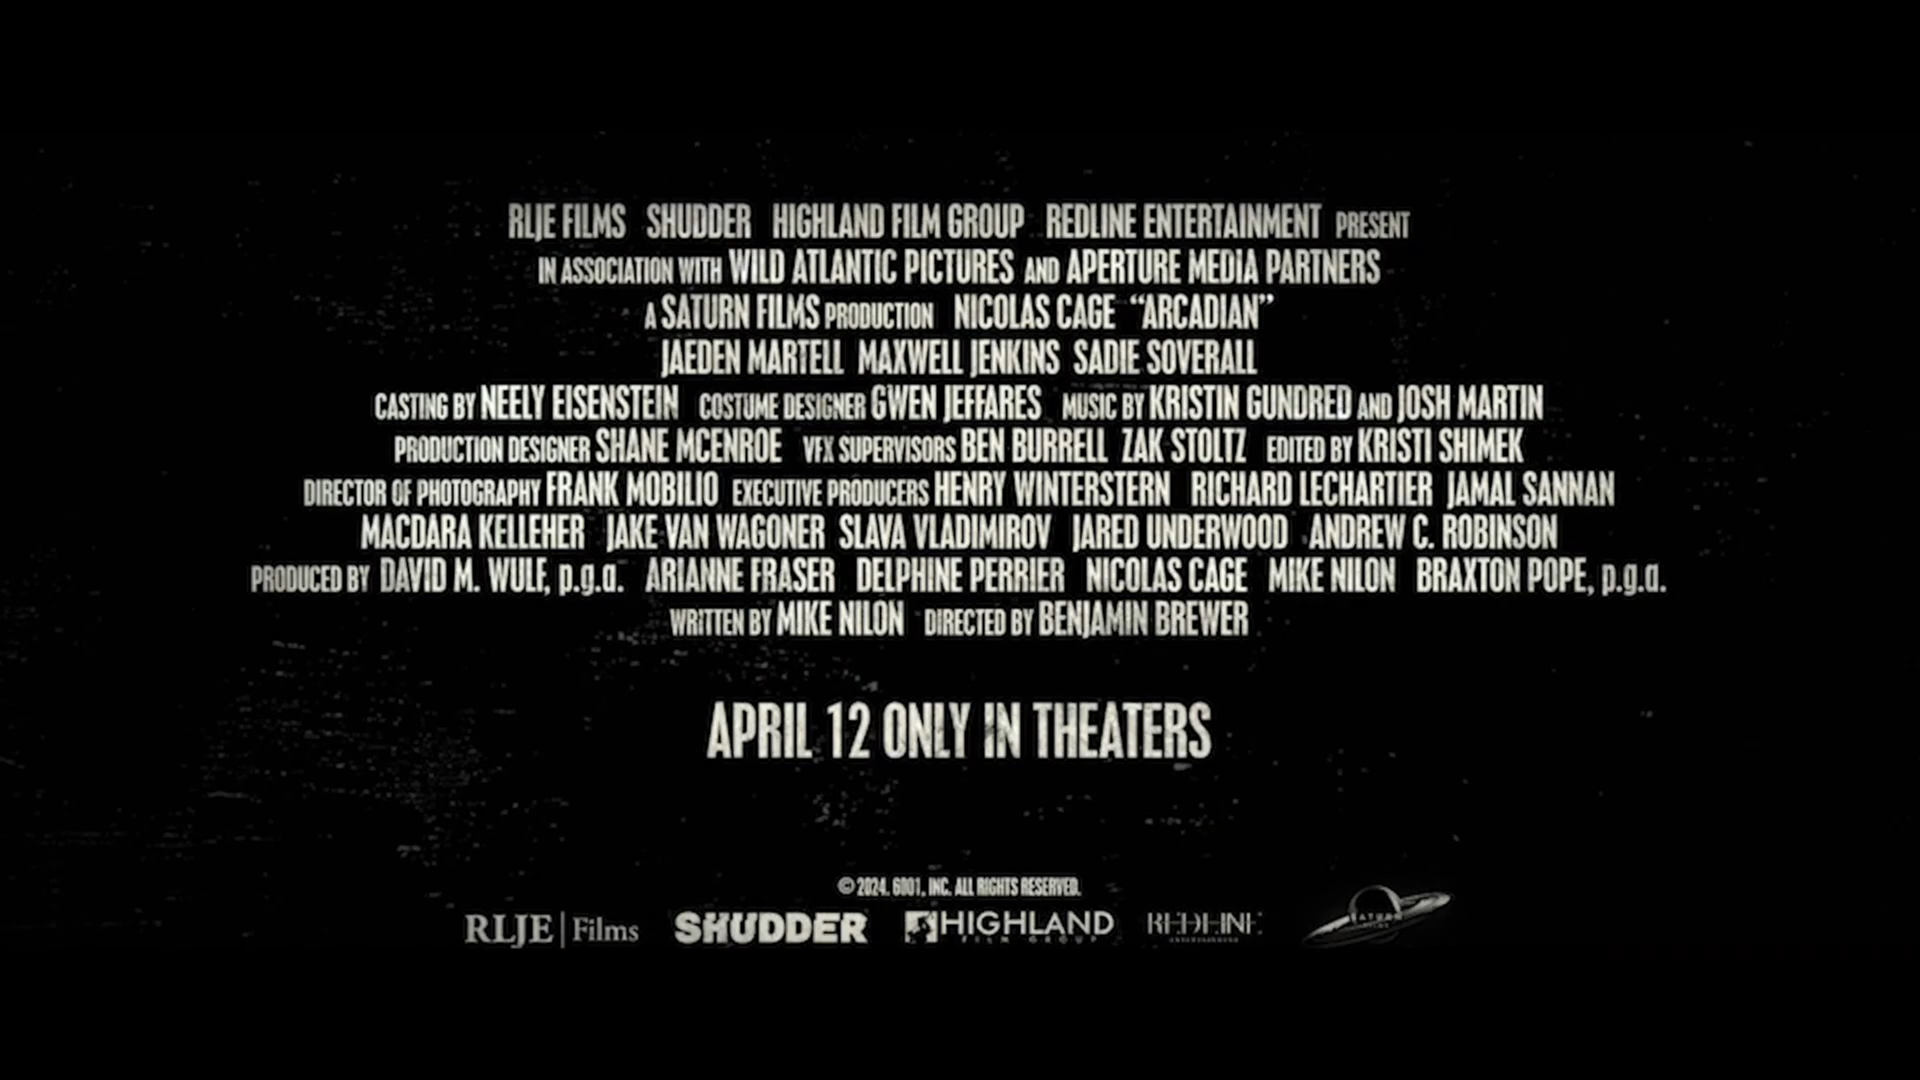 RLJE FILMS SHUDDER HIGHLAND FILM GROUP REDLINE ENTERTAINMENT PRESENT
IN ASSOCIATION WITH WILD ATLANTIC PICTURES AND APERTURE MEDIA PARTNERS
A SATURN FILMS PRODUCTION NICOLAS CAGE “ARCADIAN”
JAEDEN MARTELL MAXWELL JENKINS SADIE SOVERALL
CASTING BY NEELY EISENSTEIN COSTUME DESIGNER GWEN JEFFARES MUSIC BY KRISTIN GUNDRED AND JOSH MARTIN
PRODUCTION DESIGNER SHANE MCENROE VFX SUPERVISORS BEN BURRELL ZAK STOLTZ EDITED BY KRISTI SHIMEK
DIRECTOR OF PHOTOGRAPHY FRANK MOBILIO EXECUTIVE PRODUCERS HENRY WINTERSTERN RICHARD LECHARTIER JAMAL SANNAN
MACDARA KELLEHER JAKE VAN WAGONER SLAVA VLADIMIROV JARED UNDERWOOD ANDREW C. ROBINSON
PRODUCED BY DAVID M. WULF, p.g.a. ARIANNE FRASER DELPHINE PERRIER NICOLAS CAGE MIKE NILON BRAXTON POPE, p.g.a.
WRITTEN BY MIKE NILON DIRECTED BY BENJAMIN BREWER
APRIL 12 ONLY IN THEATERS
© 2024. 6001, INC. ALL RIGHTS RESERVED.
RLJE | Films SHUDDER HIGHLAND REDLINE SATURN
FILM GROUP ENTERTAINMENT FILMS